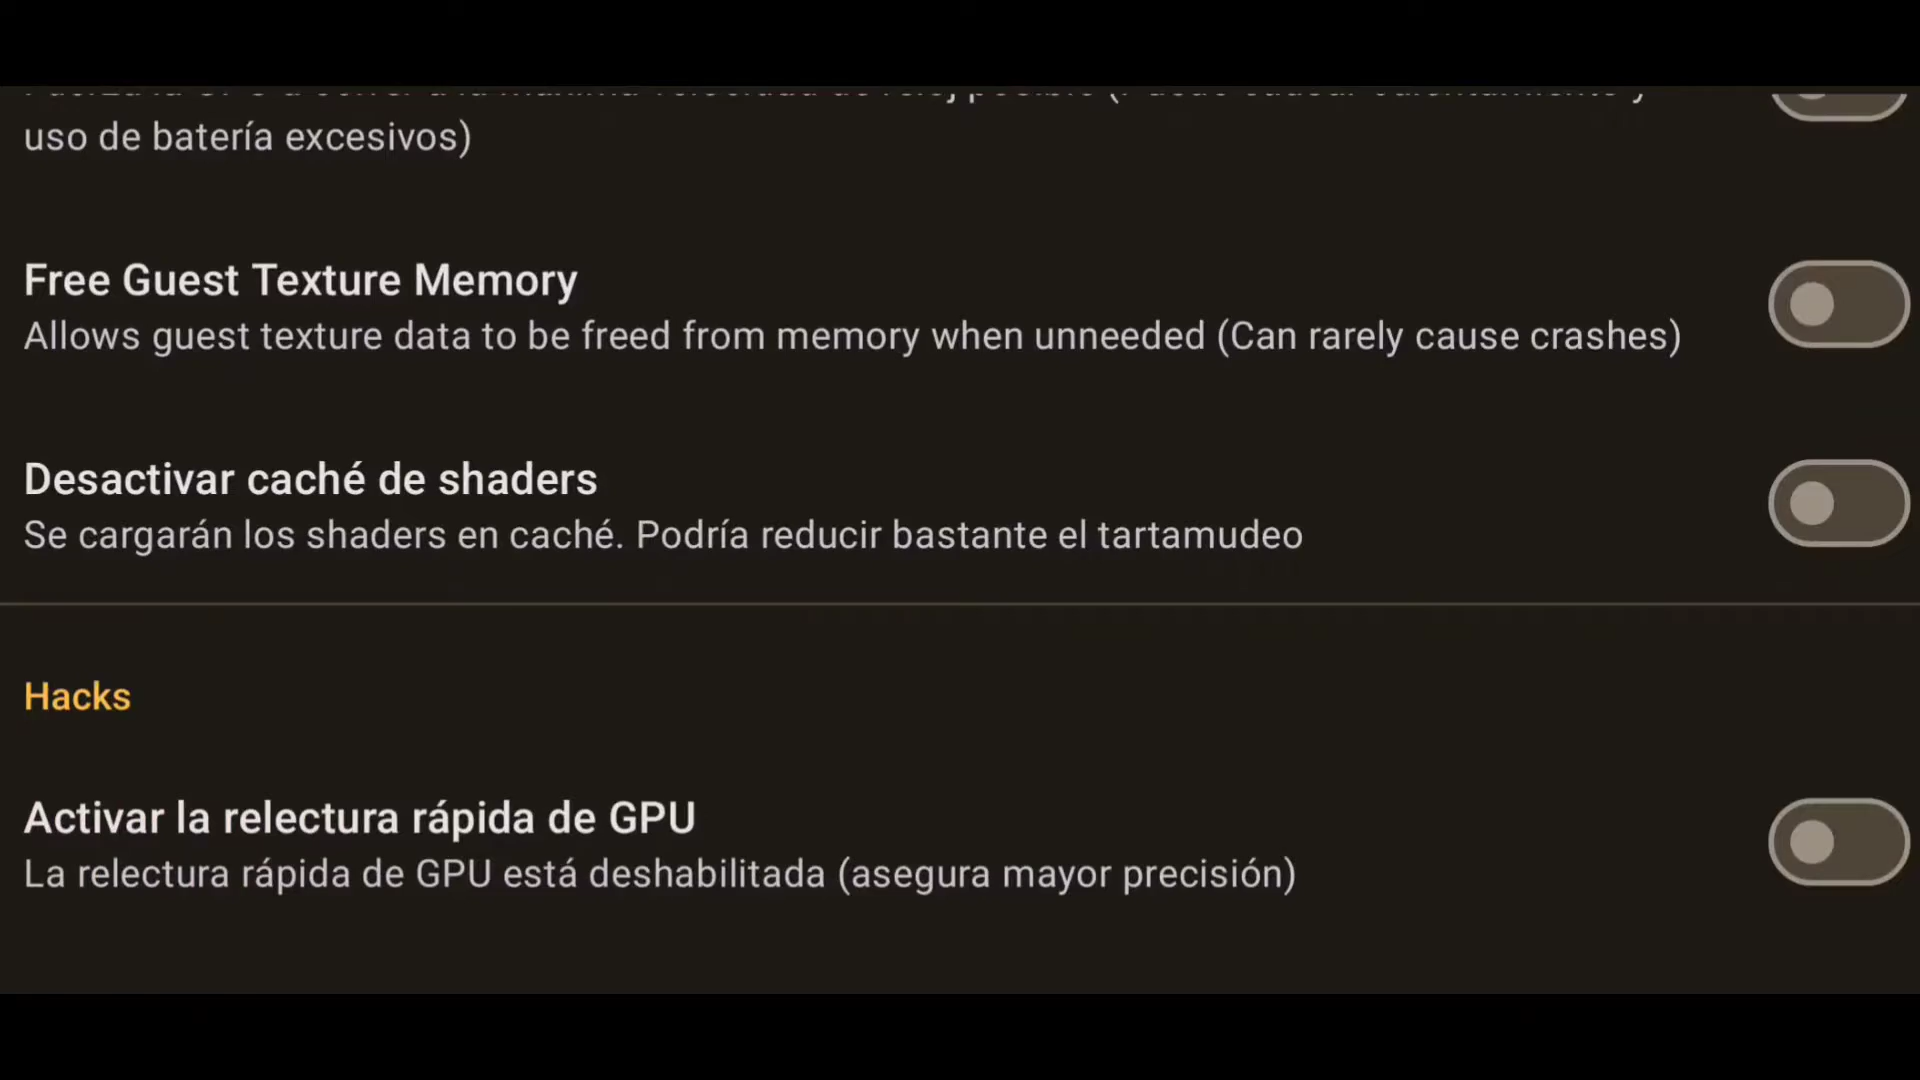 uso de batería excesivos)
Free Guest Texture Memory
Allows guest texture data to be freed from memory when unneeded (Can rarely cause crashes)
Desactivar caché de shaders
Se cargarán los shaders en caché. Podría reducir bastante el tartamudeo
Hacks
Activar la relectura rápida de GPU
La relectura rápida de GPU está deshabilitada (asegura mayor precisión)